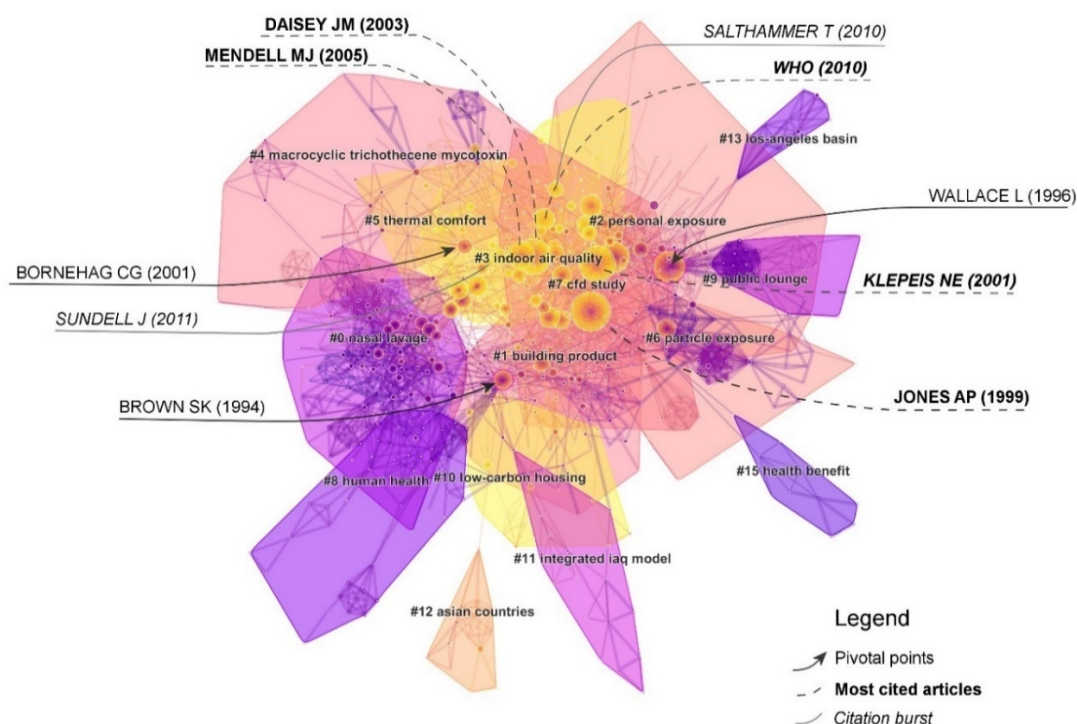 DAISEY JM (2003)
SALTHAMMER T (2010)
MENDELL MJ (2005)
WHO (2010)
#13 los-angeles basin
#4 macrocyclic trichothecene mycotoxin
WALLACE L (1996)
#5 thermal comfort
#2 personal exposure
#3 indoor air quality
BORNEHAG CG (2001)
#9 public lounge
KLEPEIS NE (2001)
#7 cfd study
SUNDELL J (2011)
#0 nasal lavage
#6 particle exposure
#1 building product
JONES AP (1999)
BROWN SK (1994)
#15 health benefit
#8 human health
#10 low-carbon housing
#11 integrated iaq model
#12 asian countries
Legend
Pivotal points
Most cited articles
Citation burst